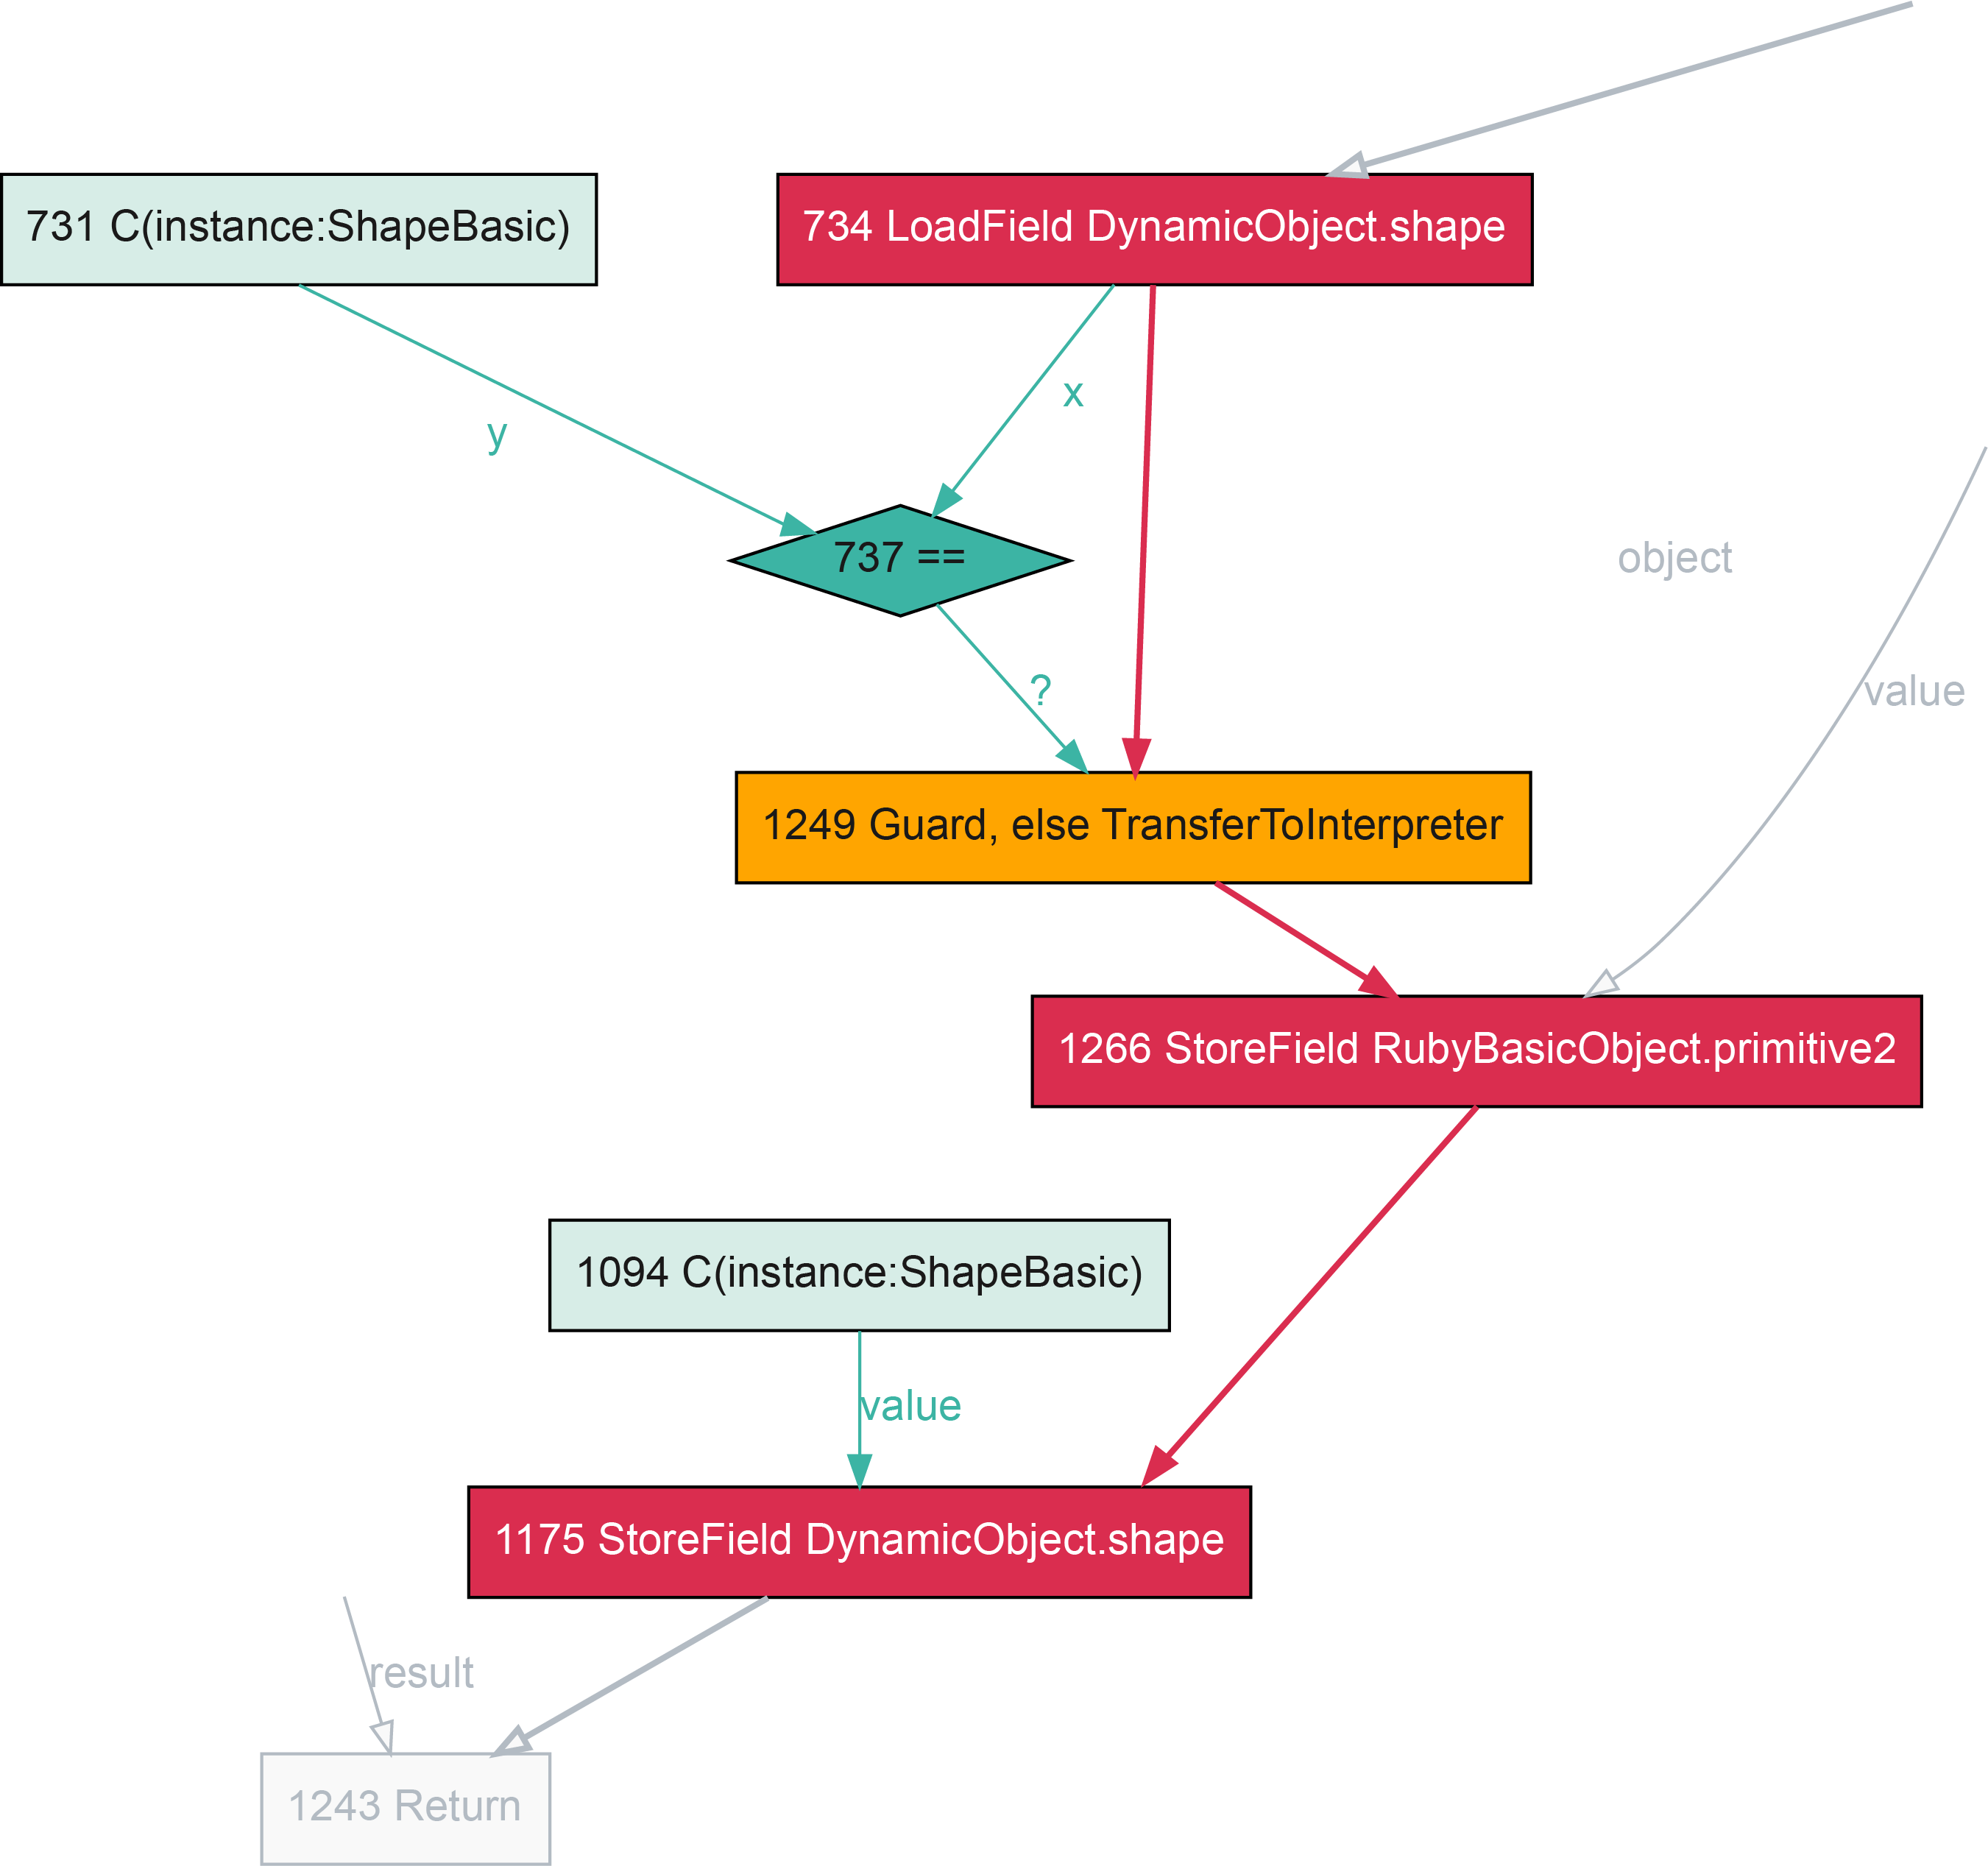 731 C(instance:ShapeBasic)
734 LoadField DynamicObject.shape
x
y
737 ==
object
?
value
1249 Guard, else TransferToInterpreter
1266 StoreField RubyBasicObject.primitive2
1094 C(instance:ShapeBasic)
value
1175 StoreField DynamicObject.shape
result
1243 Return